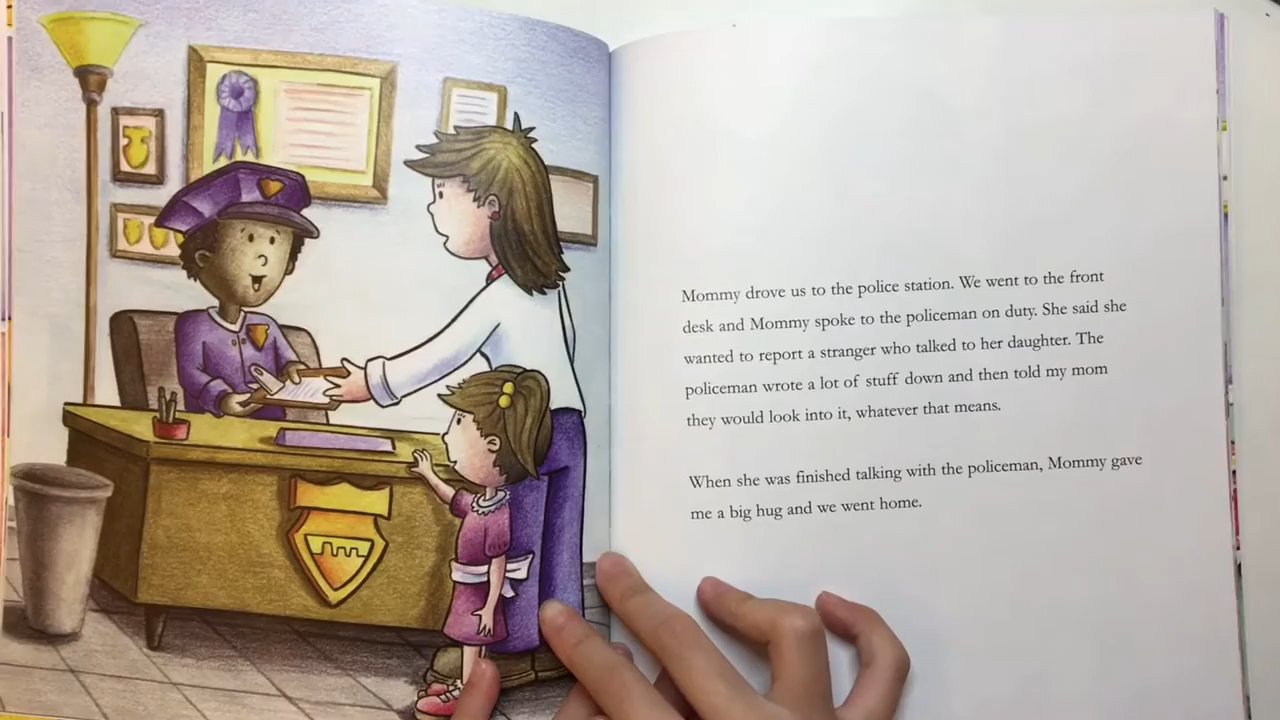 Mommy drove us to the police station. We went to the front
desk and Mommy spoke to the policeman on duty. She said she
wanted to report a stranger who talked to her daughter. The
policeman wrote a lot of stuff down and then told my mom
they would look into it, whatever that means.
When she was finished talking with the policeman, Mommy gave
me a big hug and we went home.